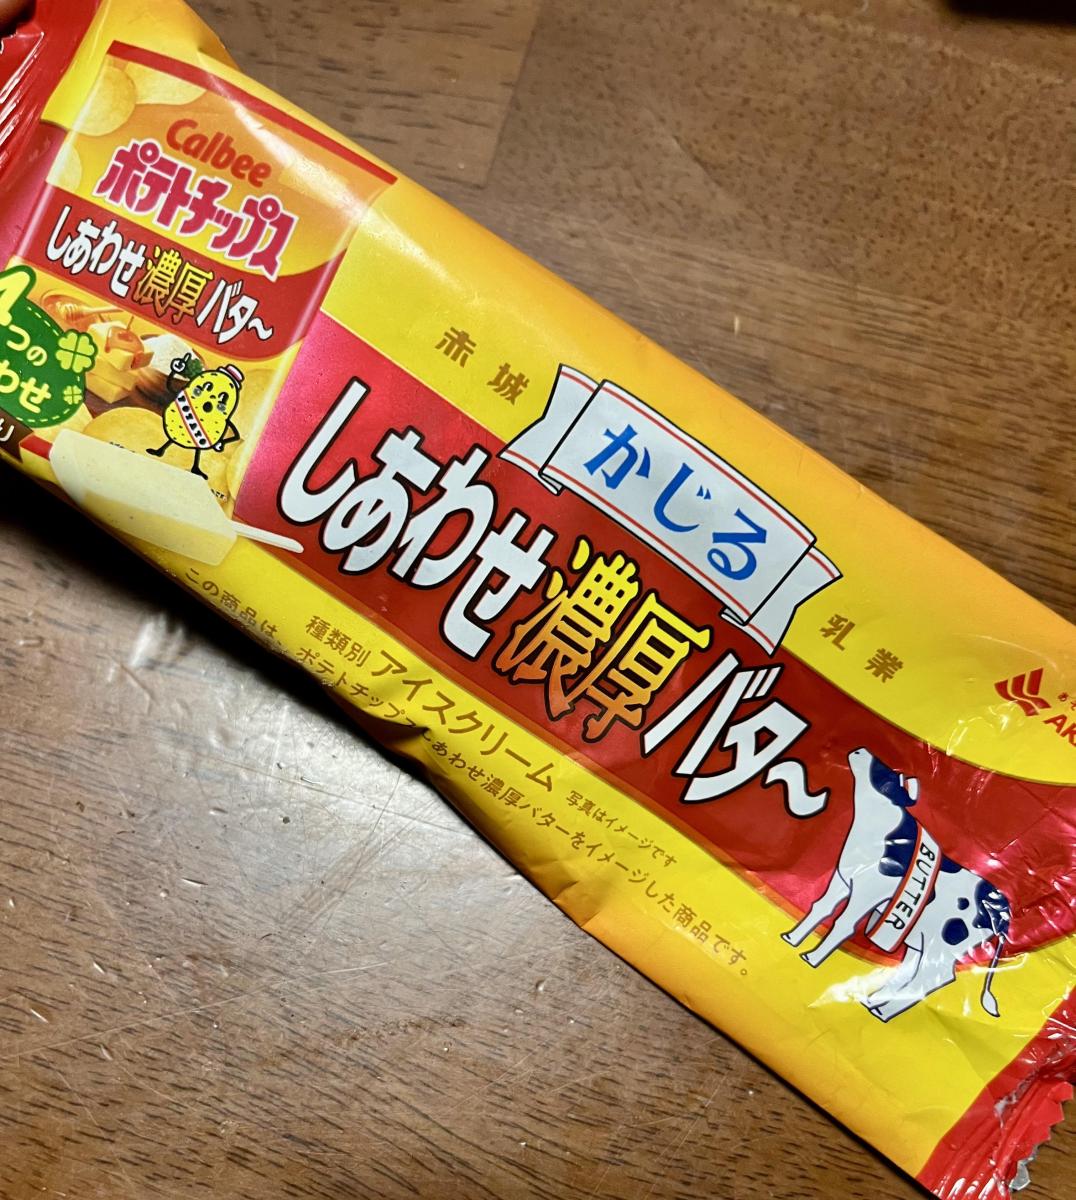 Calbee
ポテトチップス
しあわせ濃厚バタ～
4つの
わせ
POTATO
赤城
かじる
乳業
しあわせ濃厚バタ～
種類別 アイスクリーム
写真はイメージです
この商品は、ポテトチップスしあわせ濃厚バターをイメージした商品です。
BUTTER